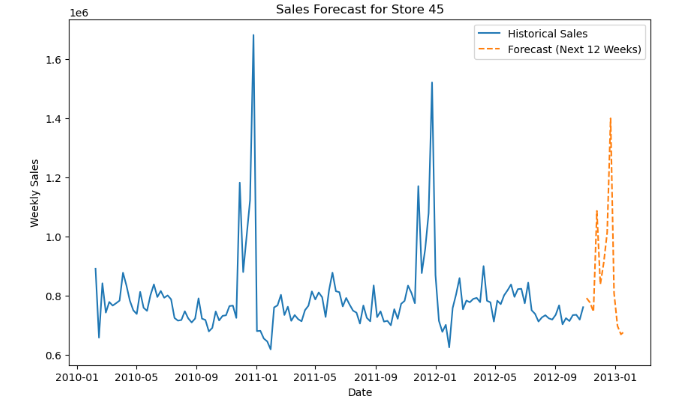 Sales Forecast for Store 45
1e6
Historical Sales
Forecast (Next 12 Weeks)
1.6
1.4
1.2
1.0
0.8
0.6
Weekly Sales
2010-01 2010-05 2010-09 2011-01 2011-05 2011-09 2012-01 2012-05 2012-09 2013-01
Date